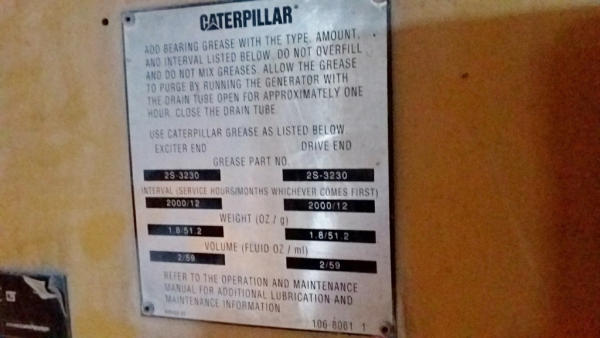 CATERPILLAR
ADD BEARING GREASE WITH THE TYPE, AMOUNT,
AND INTERVAL LISTED BELOW. DO NOT OVERFILL
AND DO NOT MIX GREASES. ALLOW THE GREASE
TO PURGE BY RUNNING THE GENERATOR WITH
THE DRAIN TUBE OPEN FOR APPROXIMATELY ONE
HOUR. CLOSE THE DRAIN TUBE.
USE CATERPILLAR GREASE AS LISTED BELOW
EXCITER END DRIVE END
GREASE PART NO.
2S-3230 2S-3230
INTERVAL (SERVICE HOURS/MONTHS WHICHEVER COMES FIRST)
2000/12 2000/12
WEIGHT (OZ / g)
1.8/51.2 1.8/51.2
VOLUME (FLUID OZ / ml)
2/59 2/59
REFER TO THE OPERATION AND MAINTENANCE
MANUAL FOR ADDITIONAL LUBRICATION AND
MAINTENANCE INFORMATION
106-8061 1